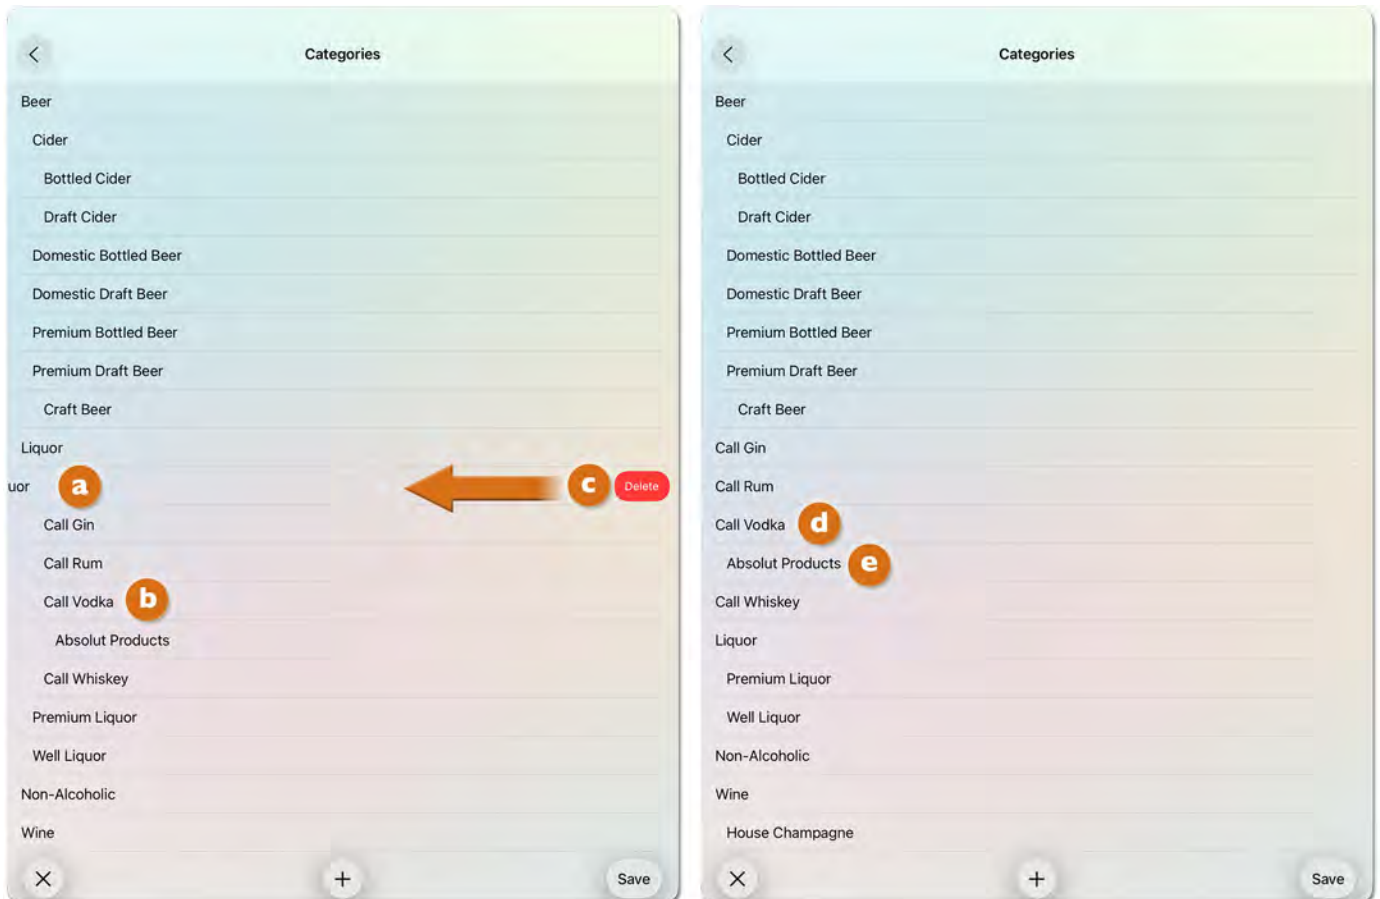 Categories
Beer
Cider
Bottled Cider
Draft Cider
Domestic Bottled Beer
Domestic Draft Beer
Premium Bottled Beer
Premium Draft Beer
Craft Beer
Liquor
uor a c Delete
Call Gin
Call Rum
Call Vodka b
Absolut Products
Call Whiskey
Premium Liquor
Well Liquor
Non-Alcoholic
Wine
Save
Categories
Beer
Cider
Bottled Cider
Draft Cider
Domestic Bottled Beer
Domestic Draft Beer
Premium Bottled Beer
Premium Draft Beer
Craft Beer
Call Gin
Call Rum
Call Vodka d
Absolut Products e
Call Whiskey
Liquor
Premium Liquor
Well Liquor
Non-Alcoholic
Wine
House Champagne
Save